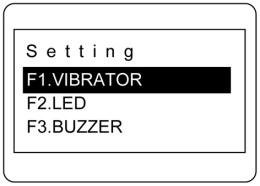 Setting
F1.VIBRATOR
F2.LED
F3.BUZZER